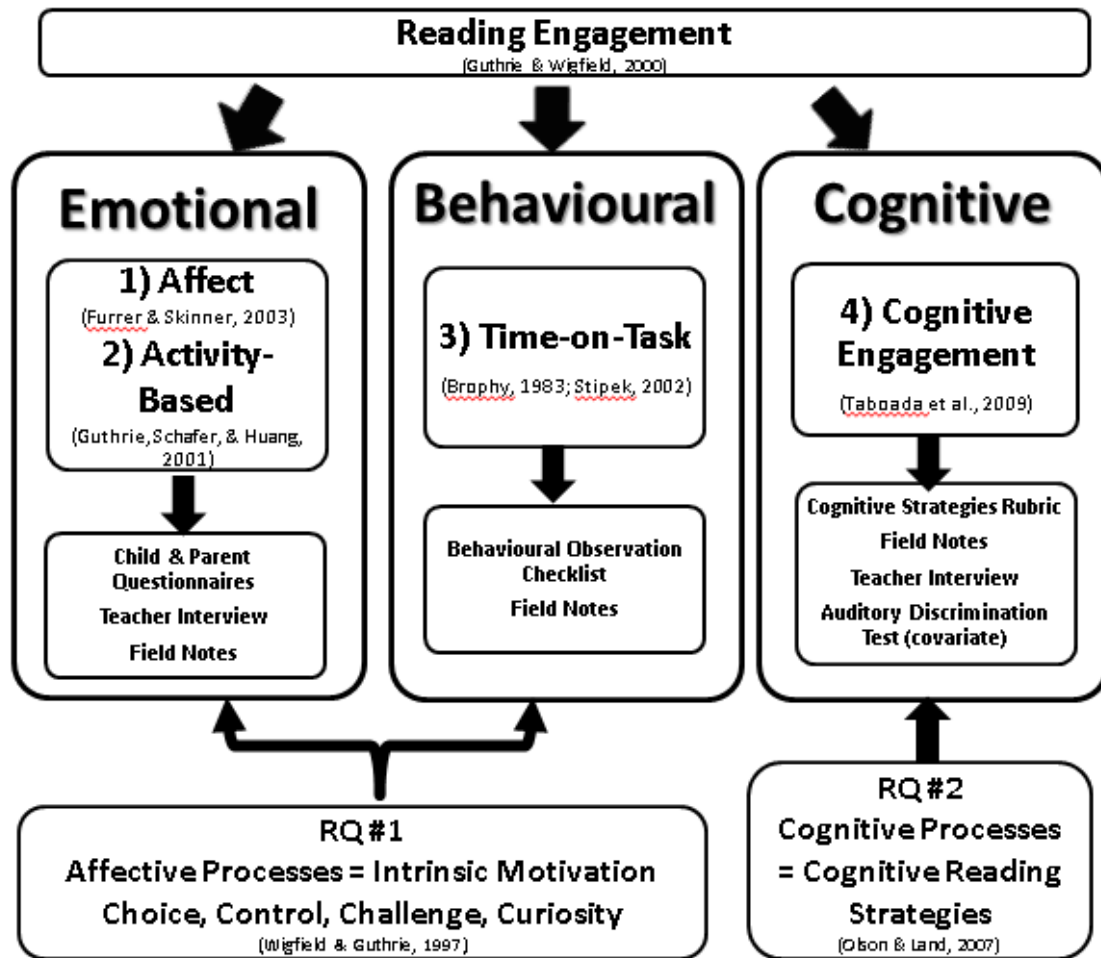 Reading Engagement
(Guthrie & Wigfield, 2000)
Emotional
1) Affect
(Furrer & Skinner, 2003)
2) Activity-
Based
(Guthrie, Schafer, & Huang,
2001)
Child & Parent
Questionnaires
Teacher Interview
Field Notes
Behavioural
3) Time-on-Task
(Brophy, 1983; Stipek, 2002)
Behavioural Observation
Checklist
Field Notes
Cognitive
4) Cognitive
Engagement
(Taboada et al., 2009)
Cognitive Strategies Rubric
Field Notes
Teacher Interview
Auditory Discrimination
Test (covariate)
RQ #1
Affective Processes = Intrinsic Motivation
Choice, Control, Challenge, Curiosity
(Wigfield & Guthrie, 1997)
RQ #2
Cognitive Processes
= Cognitive Reading
Strategies
(Olson & Land, 2007)